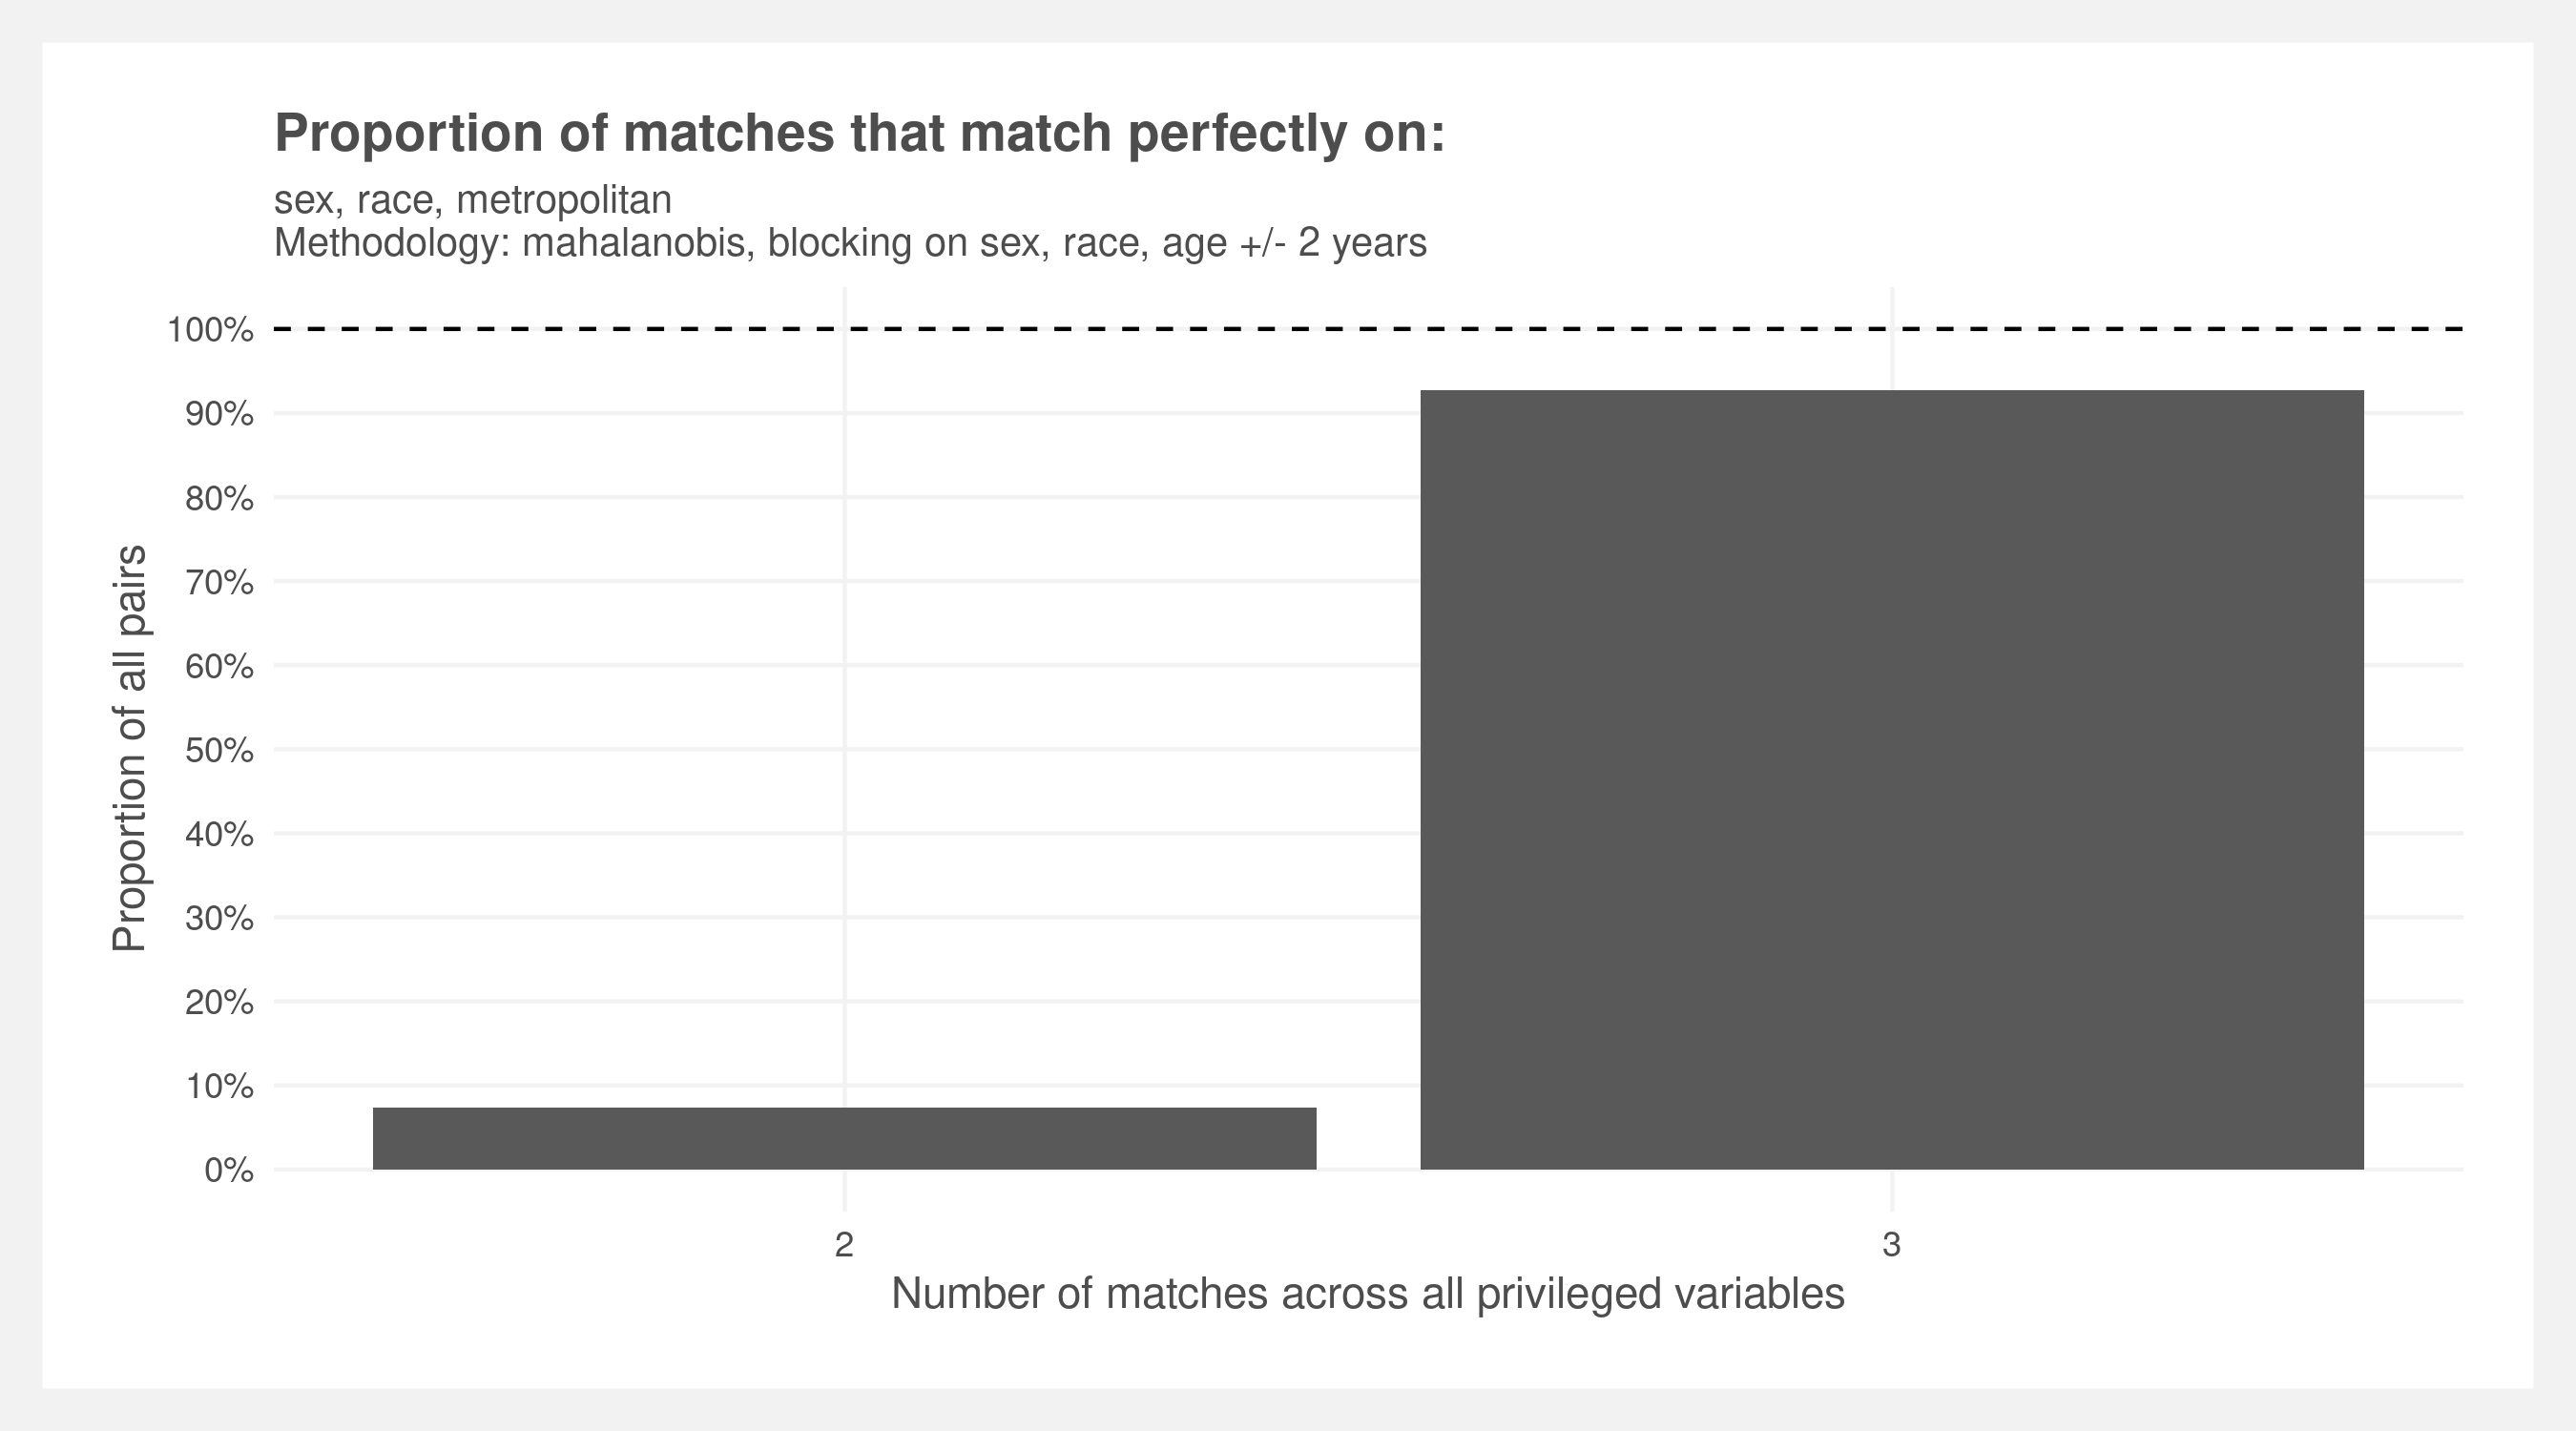 Proportion of matches that match perfectly on:
sex, race, metropolitan
Methodology: mahalanobis, blocking on sex, race, age +/- 2 years
Proportion of all pairs
100%
90%
80%
70%
60%
50%
40%
30%
20%
10%
0%
2
3
Number of matches across all privileged variables